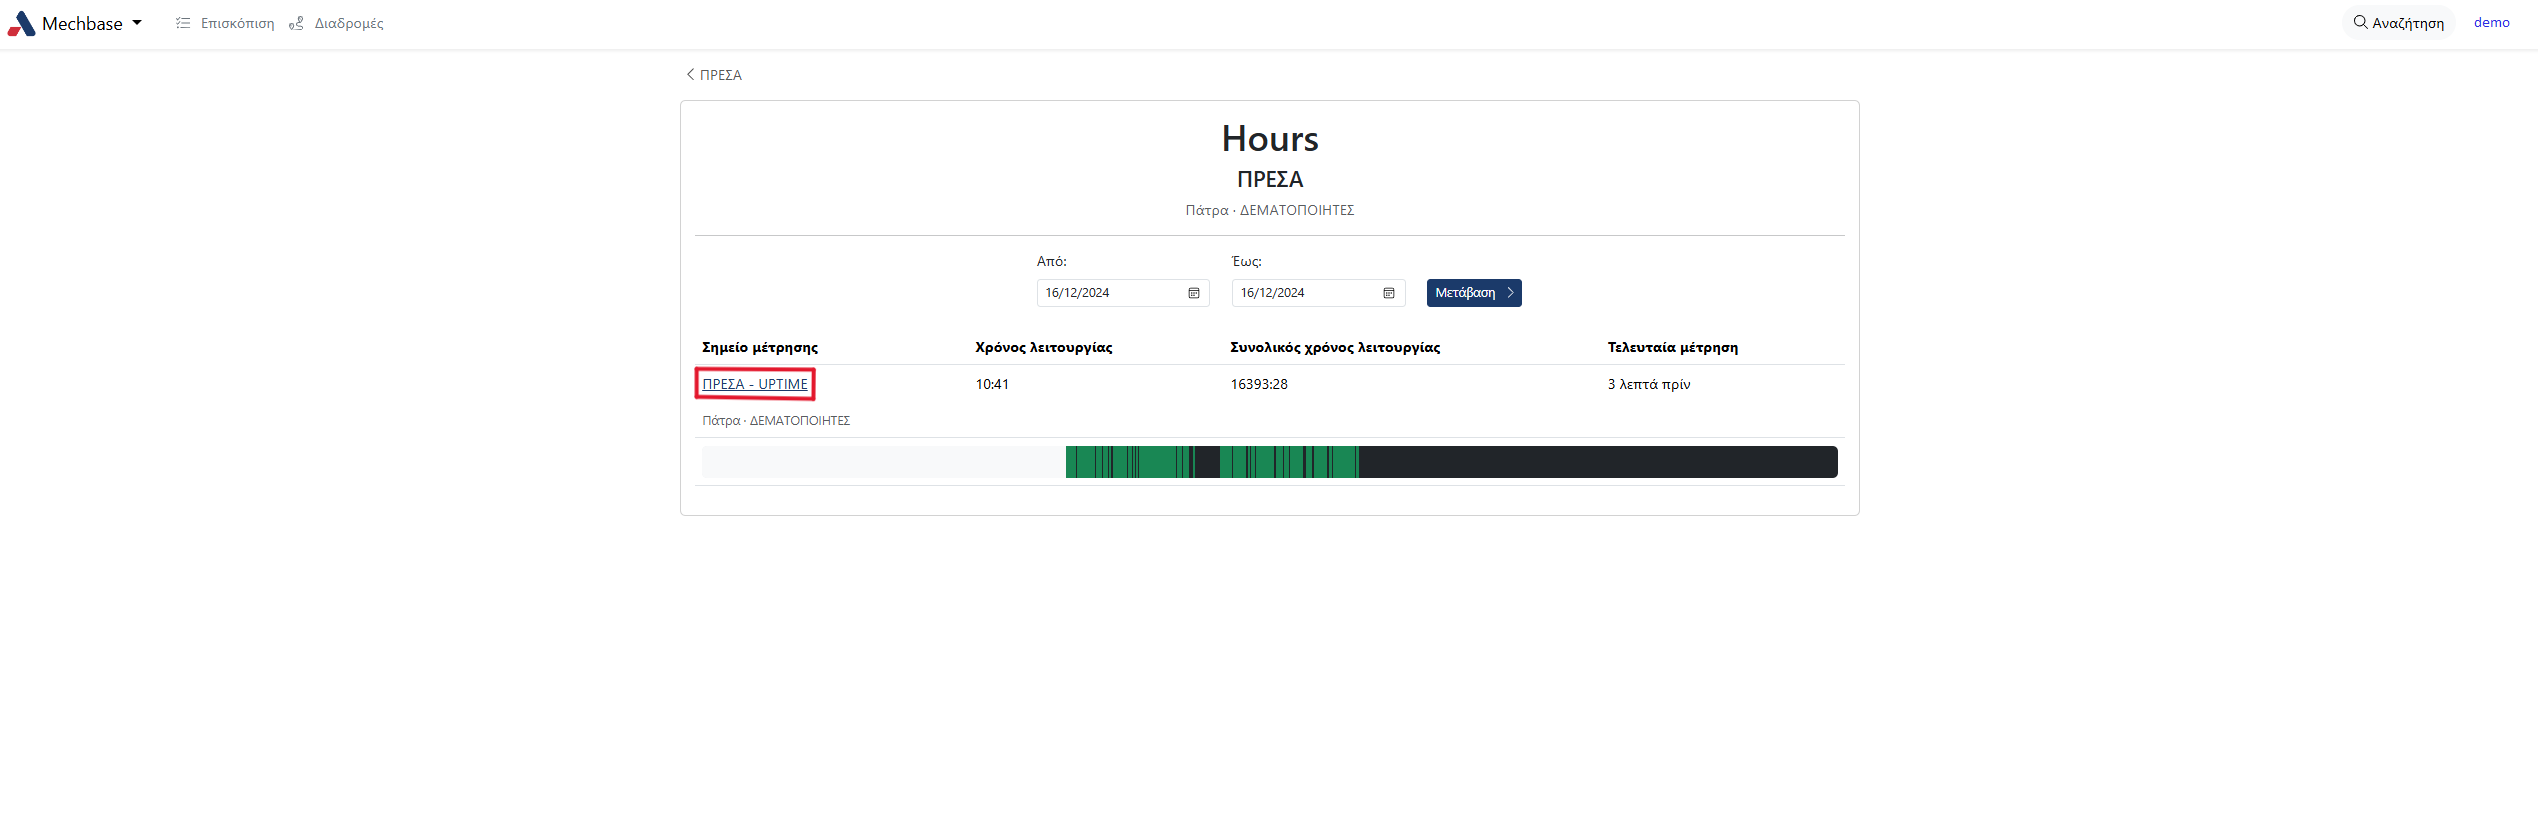 Mechbase Επισκόπιση Διαδρομές Αναζήτηση demo
ΠΡΕΣΑ
Hours
ΠΡΕΣΑ
Πάτρα · ΔΕΜΑΤΟΠΟΙΗΤΕΣ
Από: Έως:
16/12/2024 16/12/2024 Μετάβαση
Σημείο μέτρησης Χρόνος λειτουργίας Συνολικός χρόνος λειτουργίας Τελευταία μέτρηση
ΠΡΕΣΑ - UPTIME 10:41 16393:28 3 λεπτά πρίν
Πάτρα · ΔΕΜΑΤΟΠΟΙΗΤΕΣ